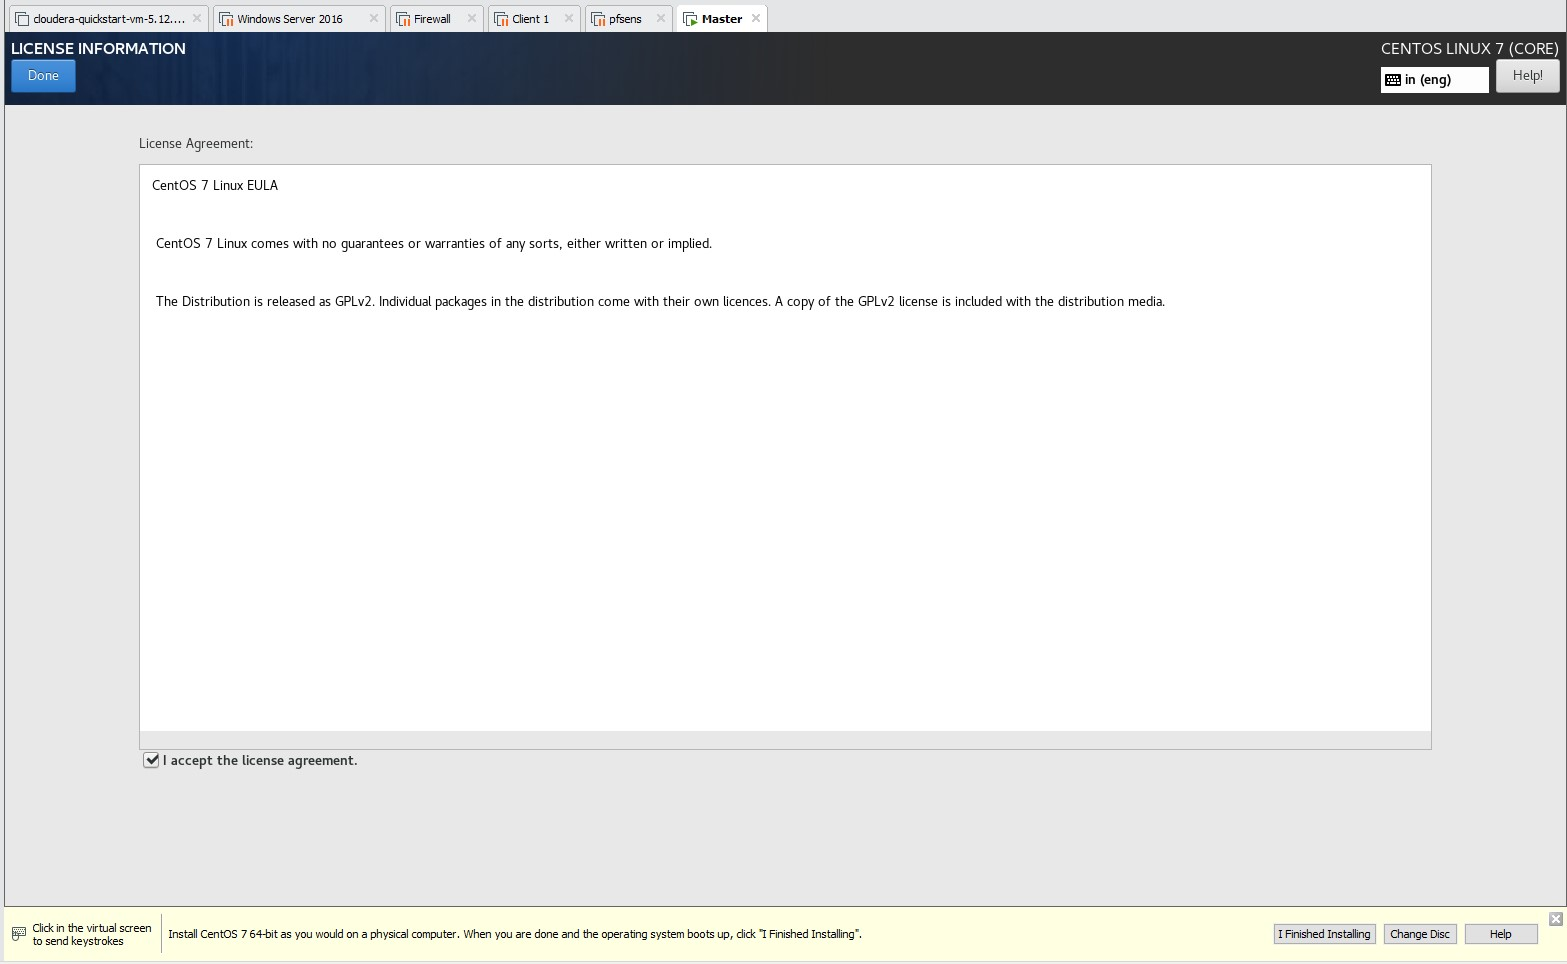 cloudera-quickstart-vm-5.12....
Windows Server 2016
Firewall
Client 1
pfsens
Master
LICENSE INFORMATION
CENTOS LINUX 7 (CORE)
Done
in (eng)
Help!
License Agreement:
CentOS 7 Linux EULA
CentOS 7 Linux comes with no guarantees or warranties of any sorts, either written or implied.
The Distribution is released as GPLv2. Individual packages in the distribution come with their own licences. A copy of the GPLv2 license is included with the distribution media.
I accept the license agreement.
Click in the virtual screen
to send keystrokes
Install CentOS 7 64-bit as you would on a physical computer. When you are done and the operating system boots up, click "I Finished Installing".
I Finished Installing
Change Disc
Help